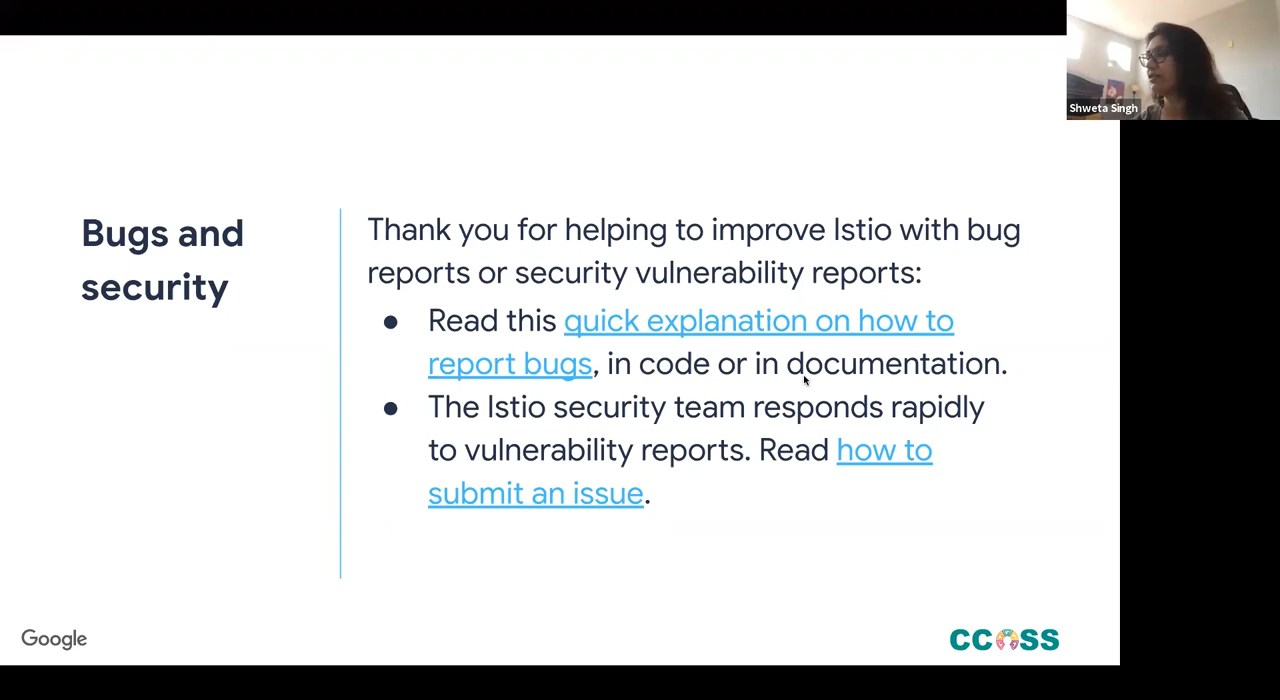 Shweta Singh
Bugs and
security
Thank you for helping to improve Istio with bug
reports or security vulnerability reports:
● Read this quick explanation on how to
report bugs, in code or in documentation.
● The Istio security team responds rapidly
to vulnerability reports. Read how to
submit an issue.
Google
CCOSS